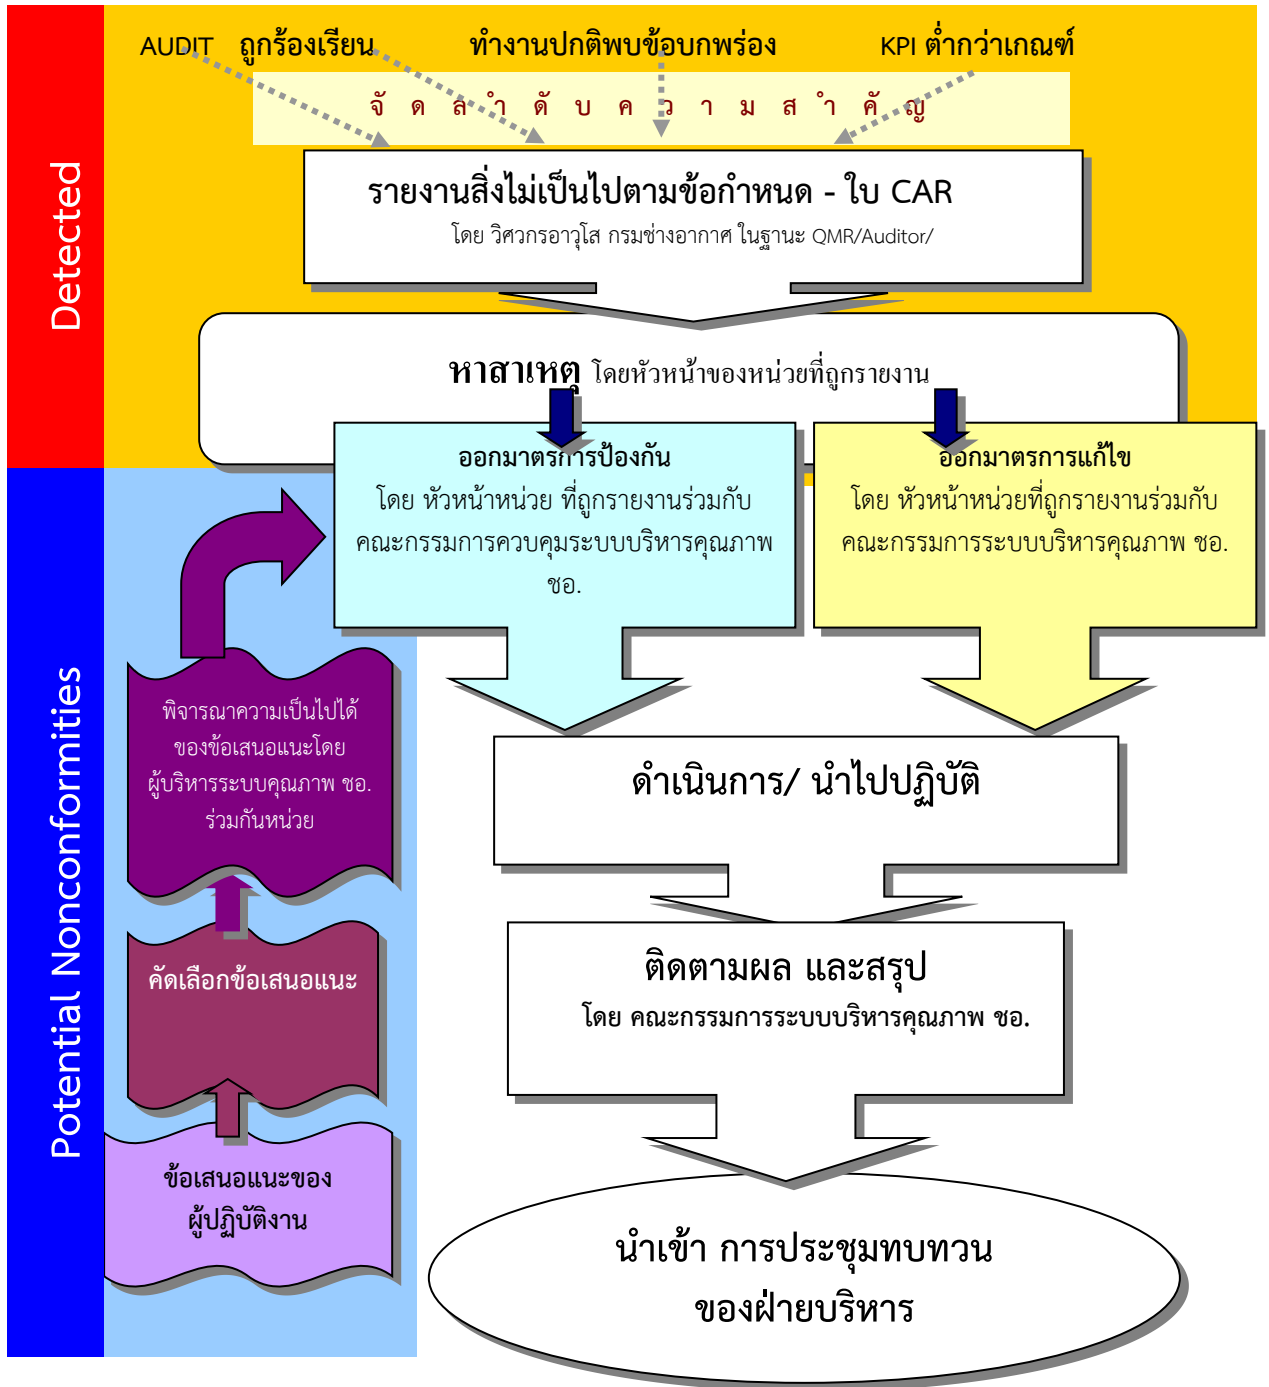 AUDIT ถูกร้องเรียน ทำงานปกติพบข้อบกพร่อง KPI ต่ำกว่าเกณฑ์
จั ด ลำ ดั บ ค ว า ม สำ คั ญ
Detected
รายงานสิ่งไม่เป็นไปตามข้อกำหนด - ใบ CAR
โดย วิศวกรอาวุโส กรมช่างอากาศ ในฐานะ QMR/Auditor/
หาสาเหตุ โดยหัวหน้าของหน่วยที่ถูกรายงาน
ออกมาตรการป้องกัน
โดย หัวหน้าหน่วย ที่ถูกรายงานร่วมกับ
คณะกรรมการควบคุมระบบบริหารคุณภาพ
ชอ.
ออกมาตรการแก้ไข
โดย หัวหน้าหน่วยที่ถูกรายงานร่วมกับ
คณะกรรมการระบบบริหารคุณภาพ ชอ.
Potential Nonconformities
พิจารณาความเป็นไปได้
ของข้อเสนอแนะโดย
ผู้บริหารระบบคุณภาพ ชอ.
ร่วมกันหน่วย
คัดเลือกข้อเสนอแนะ
ข้อเสนอแนะของ
ผู้ปฏิบัติงาน
ดำเนินการ/ นำไปปฏิบัติ
ติดตามผล และสรุป
โดย คณะกรรมการระบบบริหารคุณภาพ ชอ.
นำเข้า การประชุมทบทวน
ของฝ่ายบริหาร